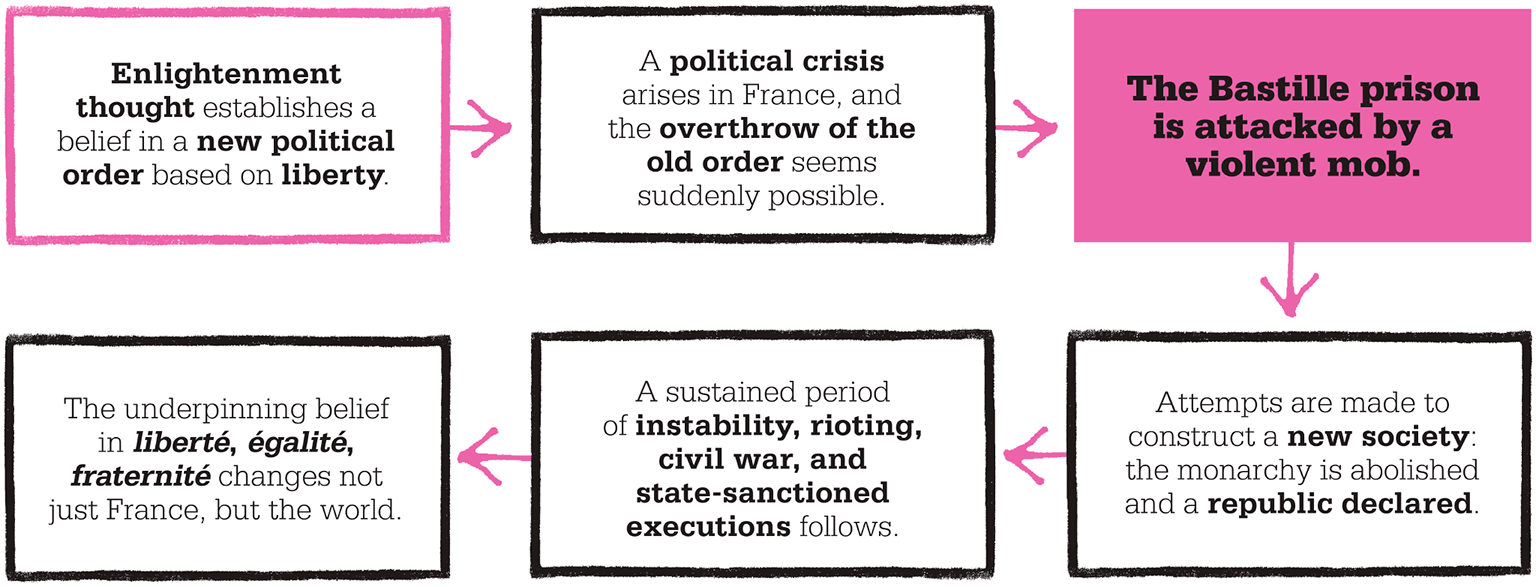 Enlightenment
thought establishes a
belief in a new political
order based on liberty.
A political crisis
arises in France, and
the overthrow of the
old order seems
suddenly possible.
The Bastille prison
is attacked by a
violent mob.
Attempts are made to
construct a new society:
the monarchy is abolished
and a republic declared.
A sustained period
of instability, rioting,
civil war, and
state-sanctioned
executions follows.
The underpinning belief
in liberté, égalité,
fraternité changes not
just France, but the world.